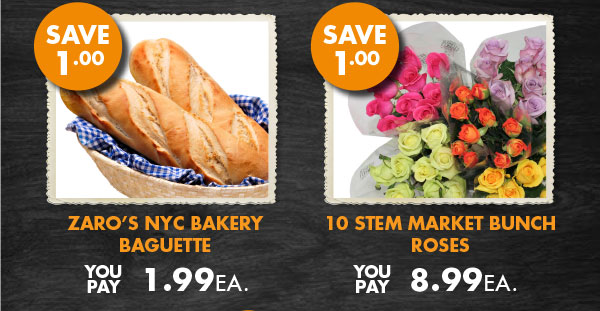 SAVE
1.00
ZARO'S NYC BAKERY
BAGUETTE
YOU
PAY 1.99EA.
SAVE
1.00
10 STEM MARKET BUNCH
ROSES
YOU
PAY 8.99EA.